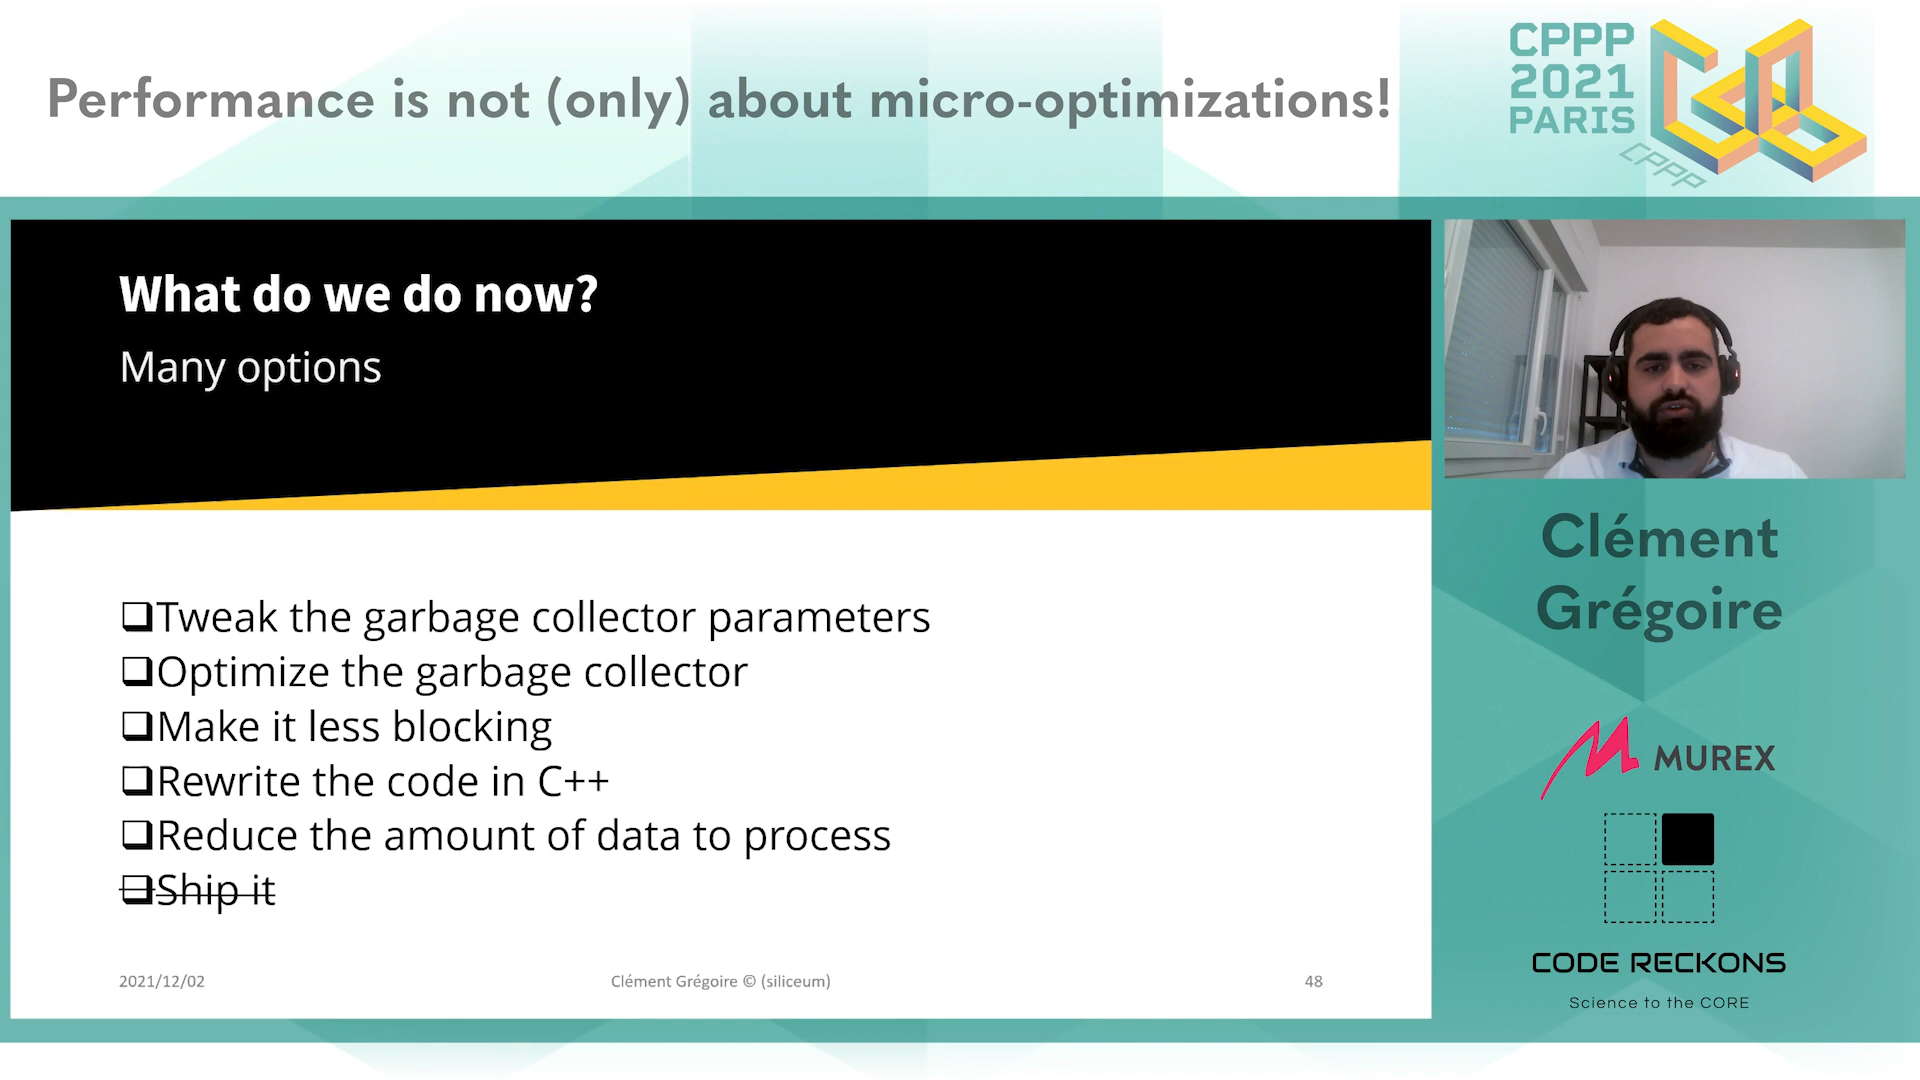 Performance is not (only) about micro-optimizations!
CPPP
2021
PARIS
CPPP
What do we do now?
Many options
❑Tweak the garbage collector parameters
❑Optimize the garbage collector
❑Make it less blocking
❑Rewrite the code in C++
❑Reduce the amount of data to process
❑Ship it
2021/12/02
Clément Grégoire © (siliceum)
48
Clément
Grégoire
MUREX
CODE RECKONS
Science to the CORE